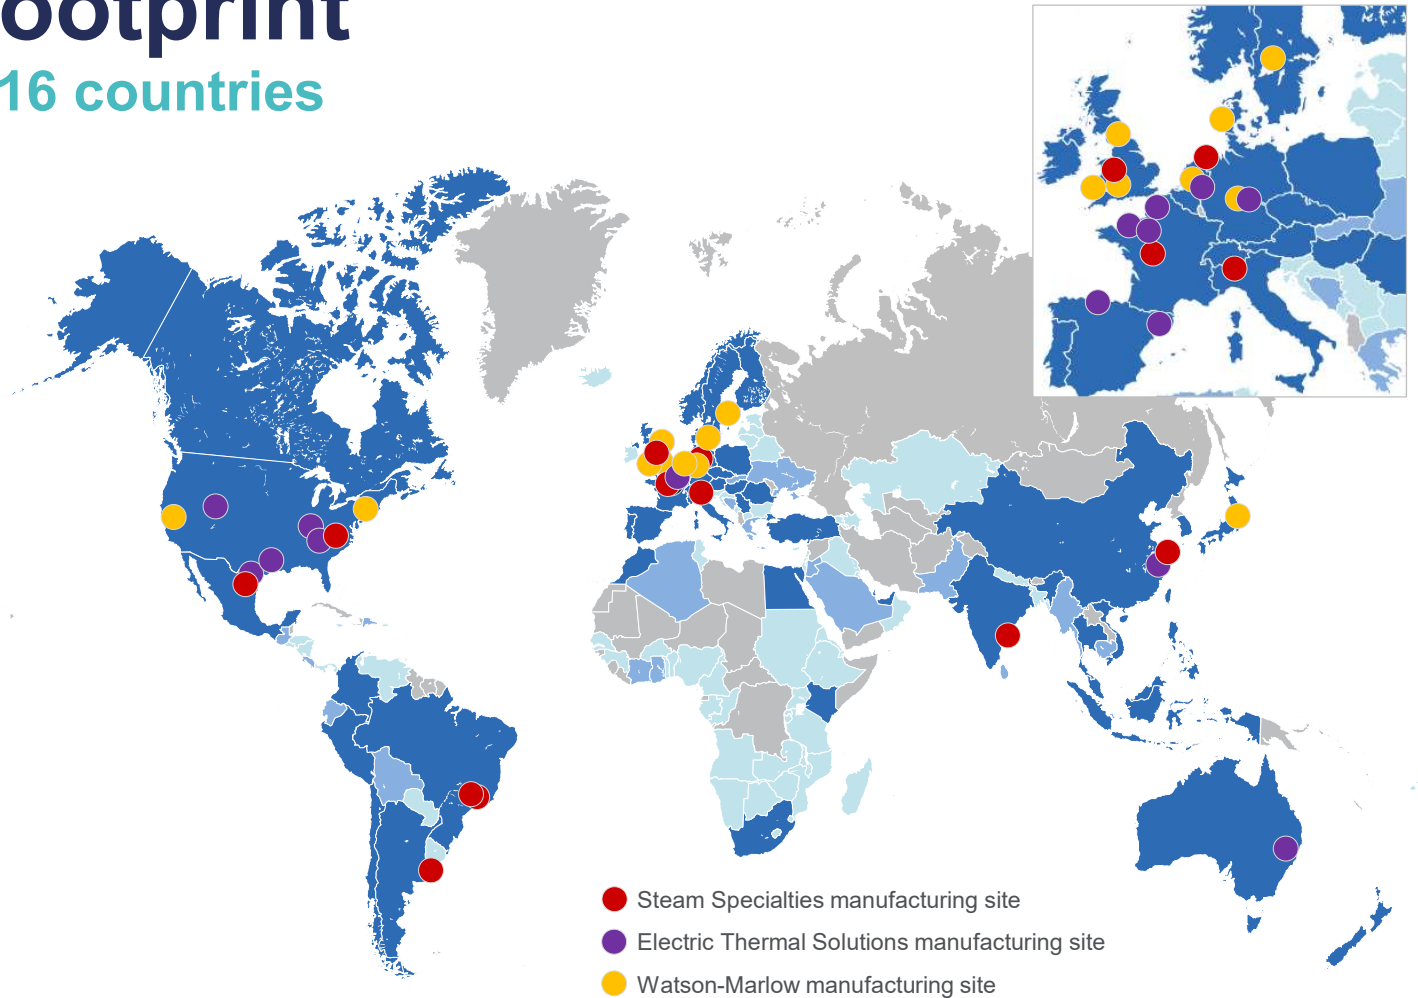 ootprint
16 countries
Steam Specialties manufacturing site
Electric Thermal Solutions manufacturing site
Watson-Marlow manufacturing site